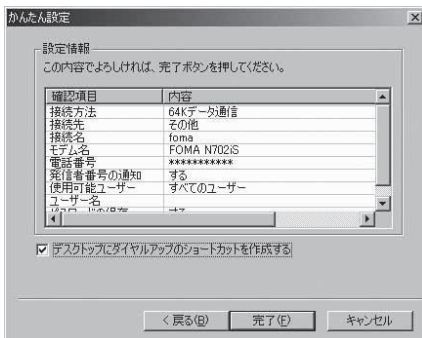 かんたん設定
設定情報
この内容でよろしければ、完了ボタンを押してください。
確認項目 内容
接続方法 64Kデータ通信
接続先 その他
接続名 foma
モデム名 FOMA N702iS
電話番号 ***********
発信者番号の通知 する
使用可能ユーザー すべてのユーザー
ユーザー名
デスクトップにダイヤルアップのショートカットを作成する
< 戻る(B) 完了(F) キャンセル